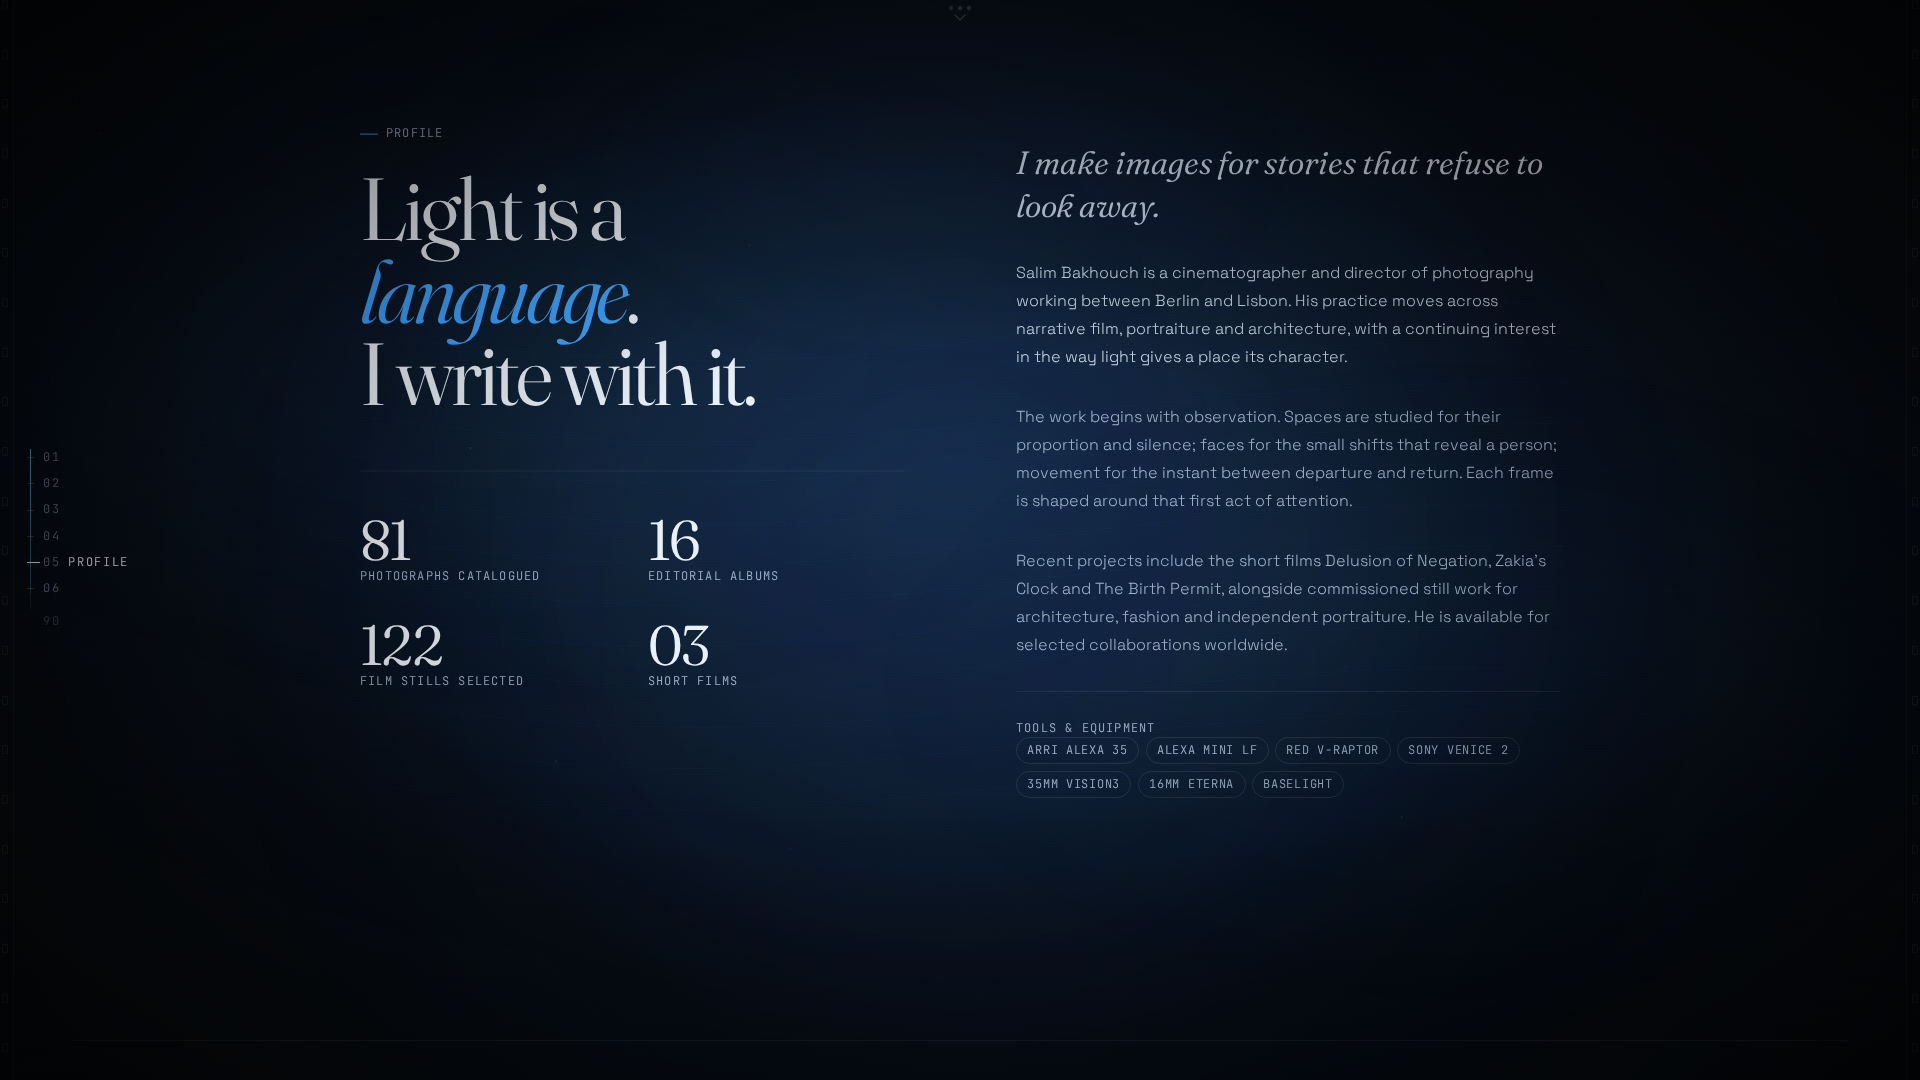 PROFILE
Light is a
language.
I write with it.
81
PHOTOGRAPHS CATALOGUED
16
EDITORIAL ALBUMS
122
FILM STILLS SELECTED
03
SHORT FILMS
I make images for stories that refuse to
look away.
Salim Bakhouch is a cinematographer and director of photography
working between Berlin and Lisbon. His practice moves across
narrative film, portraiture and architecture, with a continuing interest
in the way light gives a place its character.
The work begins with observation. Spaces are studied for their
proportion and silence; faces for the small shifts that reveal a person;
movement for the instant between departure and return. Each frame
is shaped around that first act of attention.
Recent projects include the short films Delusion of Negation, Zakia's
Clock and The Birth Permit, alongside commissioned still work for
architecture, fashion and independent portraiture. He is available for
selected collaborations worldwide.
TOOLS & EQUIPMENT
ARRI ALEXA 35
ALEXA MINI LF
RED V-RAPTOR
SONY VENICE 2
35MM VISION3
16MM ETERNA
BASELIGHT
01
02
03
04
05 PROFILE
06
90